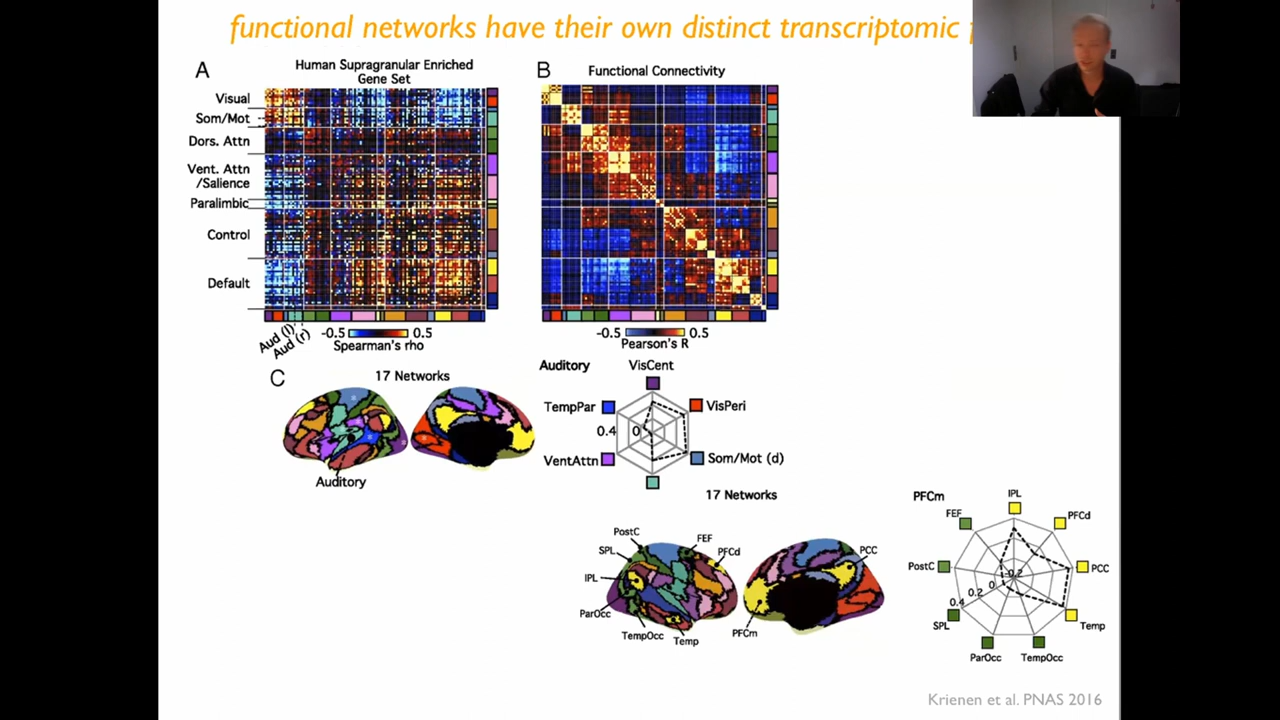 functional networks have their own distinct transcriptomic
A
Human Supragranular Enriched
Gene Set
Visual
Som/Mot
Dors. Attn
Vent. Attn
/Salience
Paralimbic
Control
Default
Aud (l)
Aud (r)
-0.5 0.5
Spearman's rho
B
Functional Connectivity
-0.5 0.5
Pearson's R
C
17 Networks
Auditory
Auditory
VisCent
TempPar
VisPeri
0.4 0
VentAttn
Som/Mot (d)
17 Networks
PostC
FEF
SPL
PFCd
IPL
ParOcc
TempOcc
Temp
PCC
PFCm
PFCm
IPL
FEF
PFCd
PostC
PCC
-0.2
0
0.2
0.4
SPL
Temp
ParOcc
TempOcc
Krienen et al. PNAS 2016